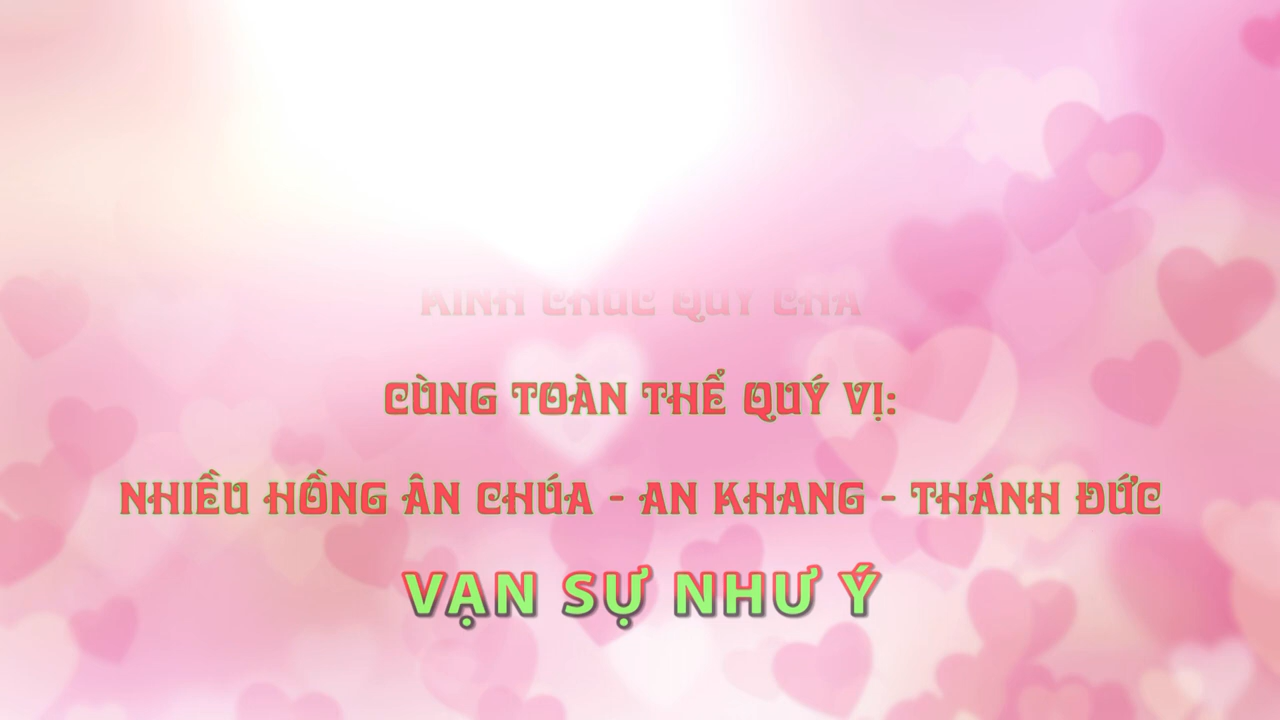 KÍNH CHÚC QUÝ CHA
CÙNG TOÀN THỂ QUÝ VỊ:
NHIỀU HỒNG ÂN CHÚA - AN KHANG - THÁNH ĐỨC
VẠN SỰ NHƯ Ý